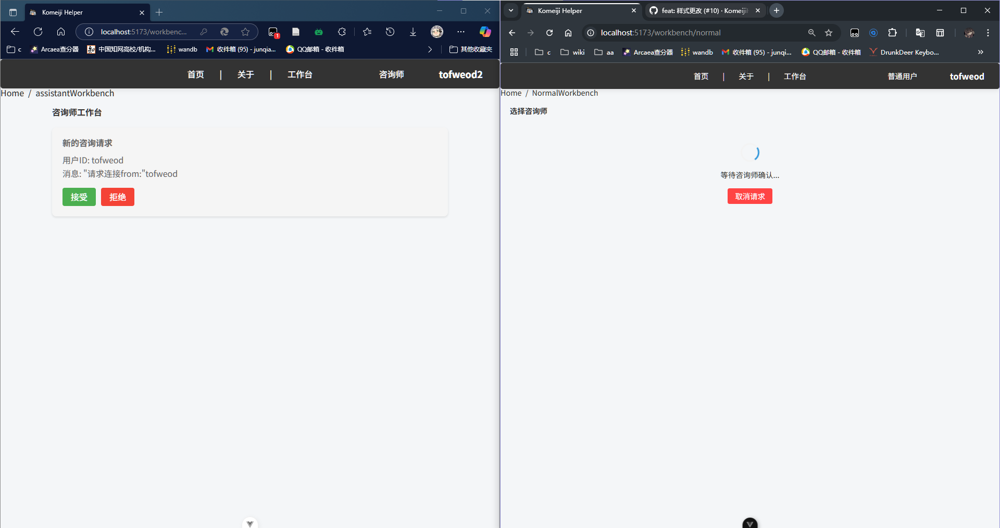 Komeiji Helper
localhost:5173/workbenc...
1
c
Arcaea查分器
中国知网高校/机构...
wandb
收件箱 (95) - junqia...
QQ邮箱 - 收件箱
其他收藏夹
首页 | 关于 | 工作台
咨询师
tofweod2
Home / assistantWorkbench
咨询师工作台
新的咨询请求
用户ID: tofweod
消息: "请求连接from:"tofweod
接受
拒绝
Komeiji Helper
feat: 样式更改 (#10) · Komeiji
localhost:5173/workbench/normal
c
wiki
aa
Arcaea查分器
wandb
收件箱 (95) - junqi...
QQ邮箱 - 收件箱
DrunkDeer Keybo...
首页 | 关于 | 工作台
普通用户
tofweod
Home / NormalWorkbench
选择咨询师
等待咨询师确认...
取消请求